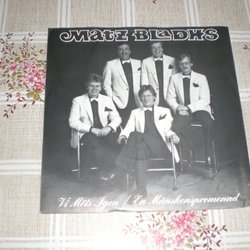 Matz Bladhs
Vi Möts Igen / En Månskenspromenad